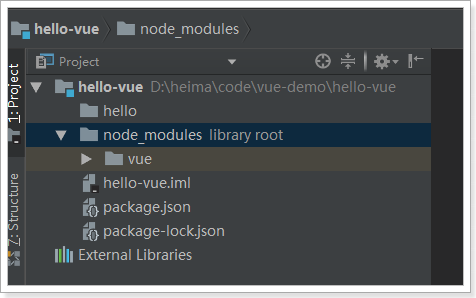 hello-vue node_modules
Project
hello-vue D:\heima\code\vue-demo\hello-vue
hello
node_modules library root
vue
hello-vue.iml
package.json
package-lock.json
External Libraries
1: Project
7: Structure